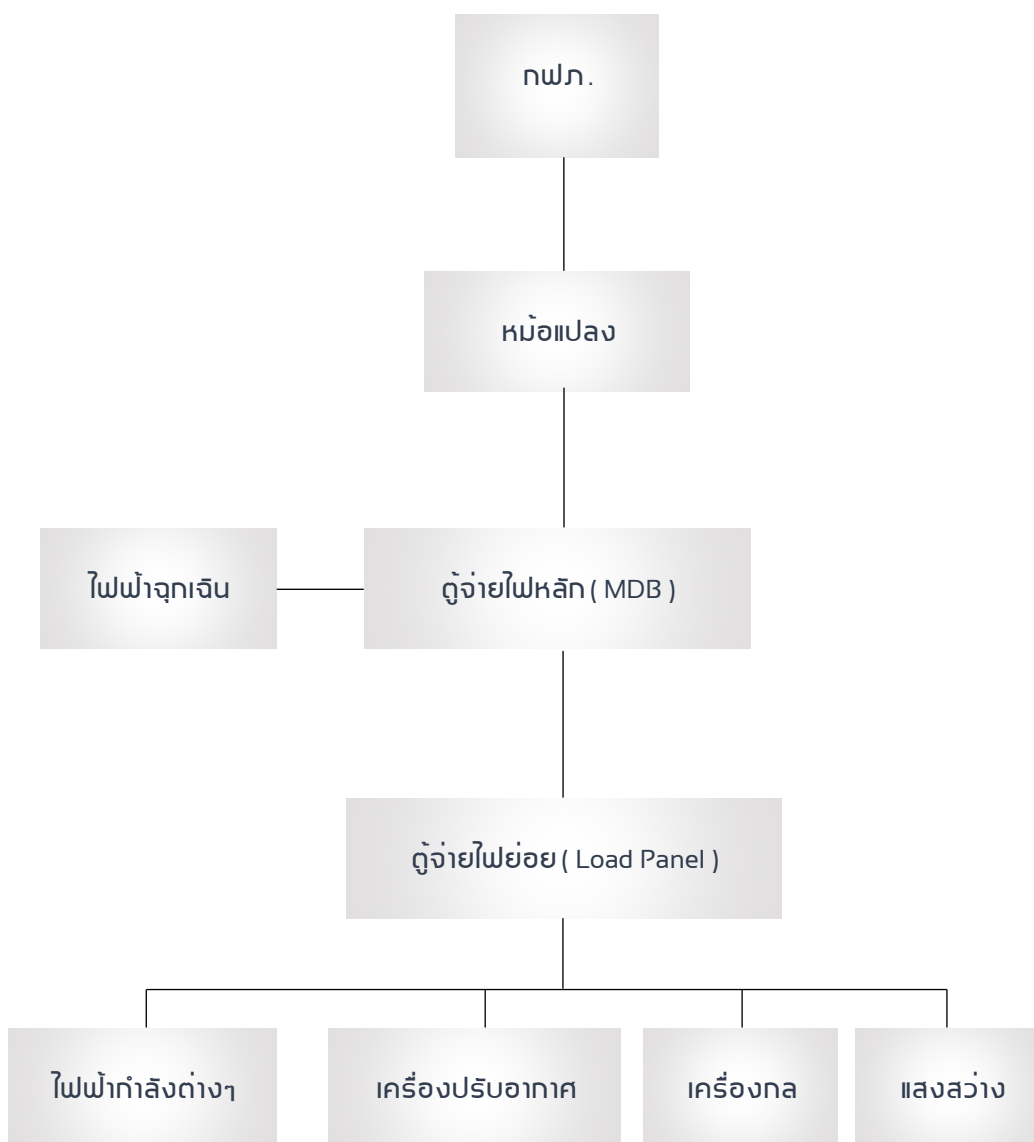 กฟภ.
หม้อแปลง
ไฟฟ้าฉุกเฉิน
ตู้จ่ายไฟหลัก ( MDB )
ตู้จ่ายไฟย่อย ( Load Panel )
ไฟฟ้ากำลังต่างๆ
เครื่องปรับอากาศ
เครื่องกล
แสงสว่าง